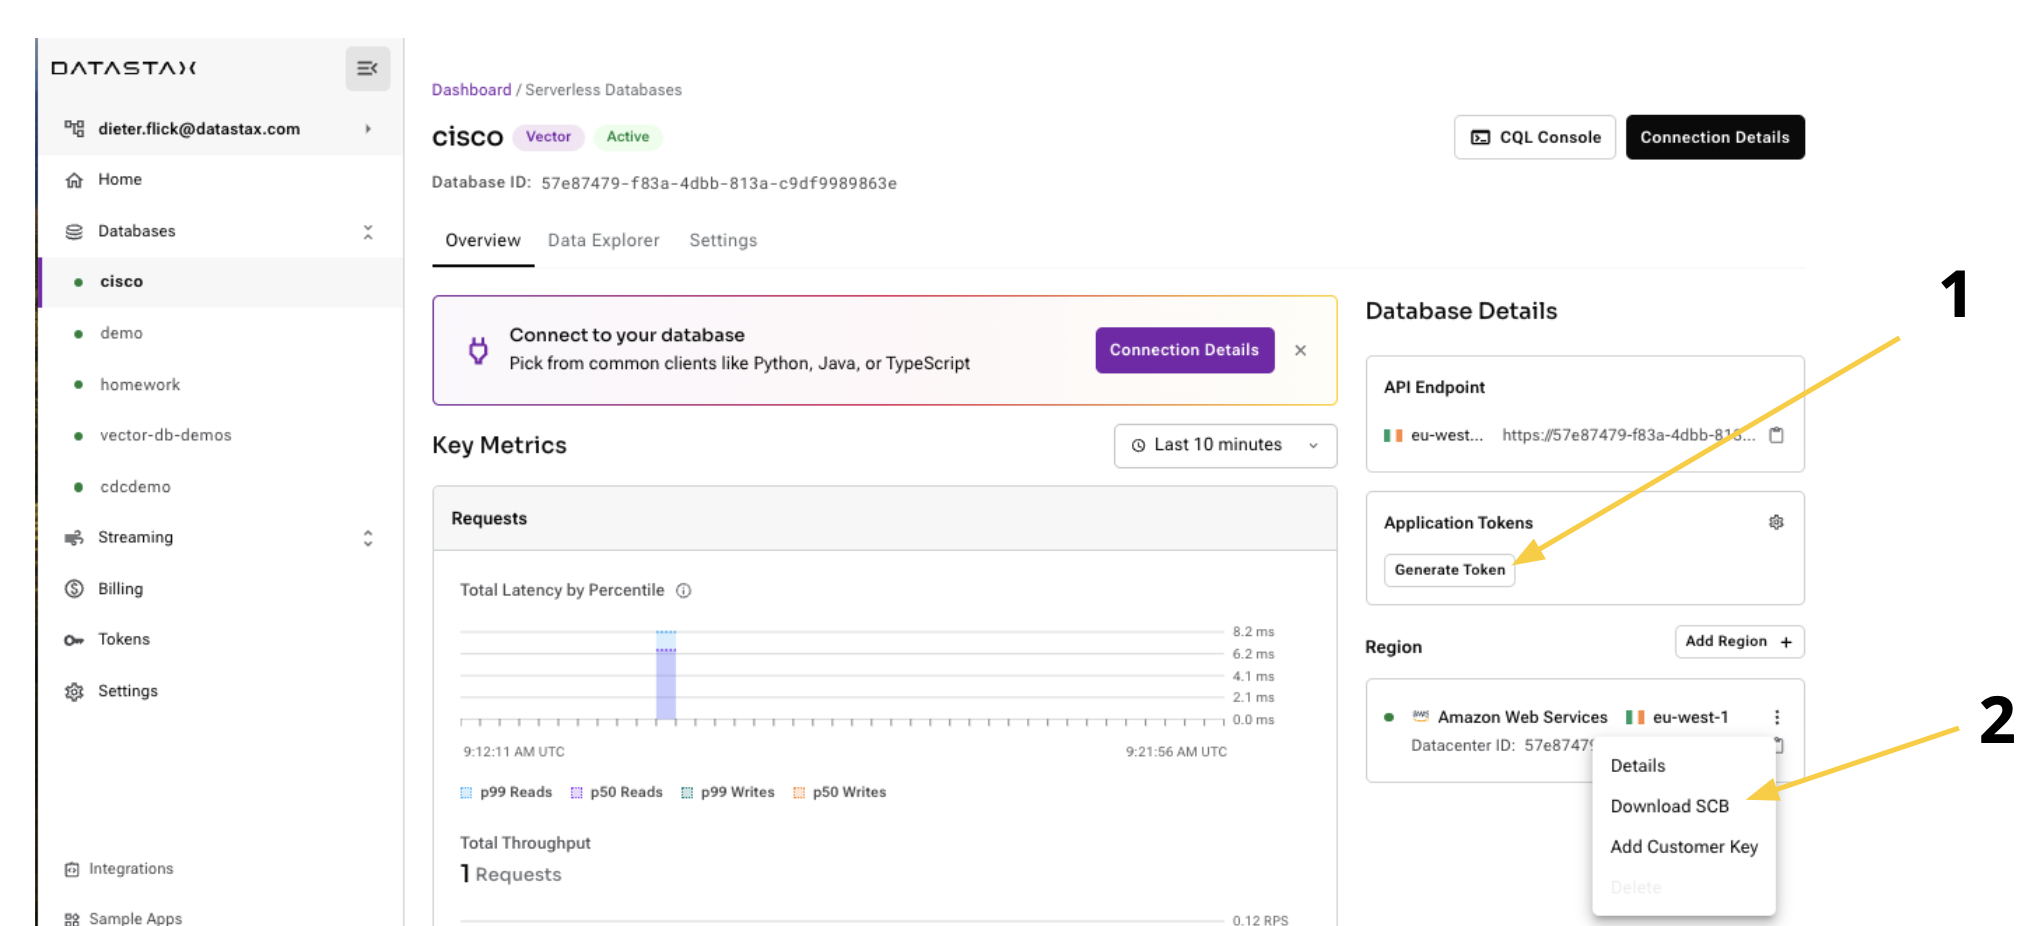 DATASTAX
dieter.flick@datastax.com
Home
Databases
cisco
demo
homework
vector-db-demos
cdcdemo
Streaming
Billing
Tokens
Settings
Integrations
Sample Apps
Dashboard / Serverless Databases
cisco Vector Active
CQL Console
Connection Details
Database ID: 57e87479-f83a-4dbb-813a-c9df9989863e
Overview Data Explorer Settings
Connect to your database
Pick from common clients like Python, Java, or TypeScript
Connection Details
Key Metrics
Last 10 minutes
Requests
Total Latency by Percentile
8.2 ms
6.2 ms
4.1 ms
2.1 ms
0.0 ms
9:12:11 AM UTC 9:21:56 AM UTC
p99 Reads p50 Reads p99 Writes p50 Writes
Total Throughput
1 Requests
0.12 RPS
Database Details
API Endpoint
eu-west... https://57e87479-f83a-4dbb-813...
Application Tokens
Generate Token
Region
Add Region +
aws Amazon Web Services eu-west-1
Datacenter ID: 57e8747
Details
Download SCB
Add Customer Key
Delete
1
2